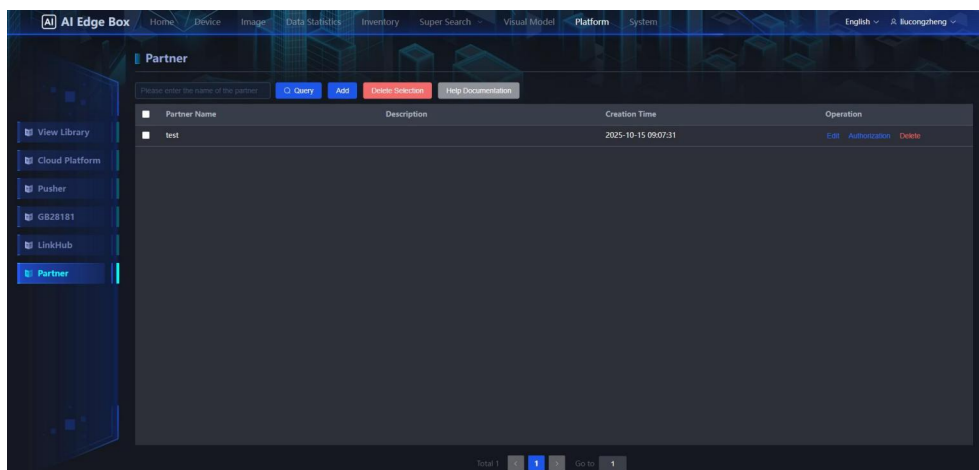 AI AI Edge Box Home Device Image Data Statistics Inventory Super Search Visual Model Platform System English liucongzheng
Partner
Please enter the name of the partner Query Add Delete Selection Help Documentation
Partner Name Description Creation Time Operation
test 2025-10-15 09:07:31 Edit Authorization Delete
View Library
Cloud Platform
Pusher
GB28181
LinkHub
Partner
Total 1 < 1 > Go to 1